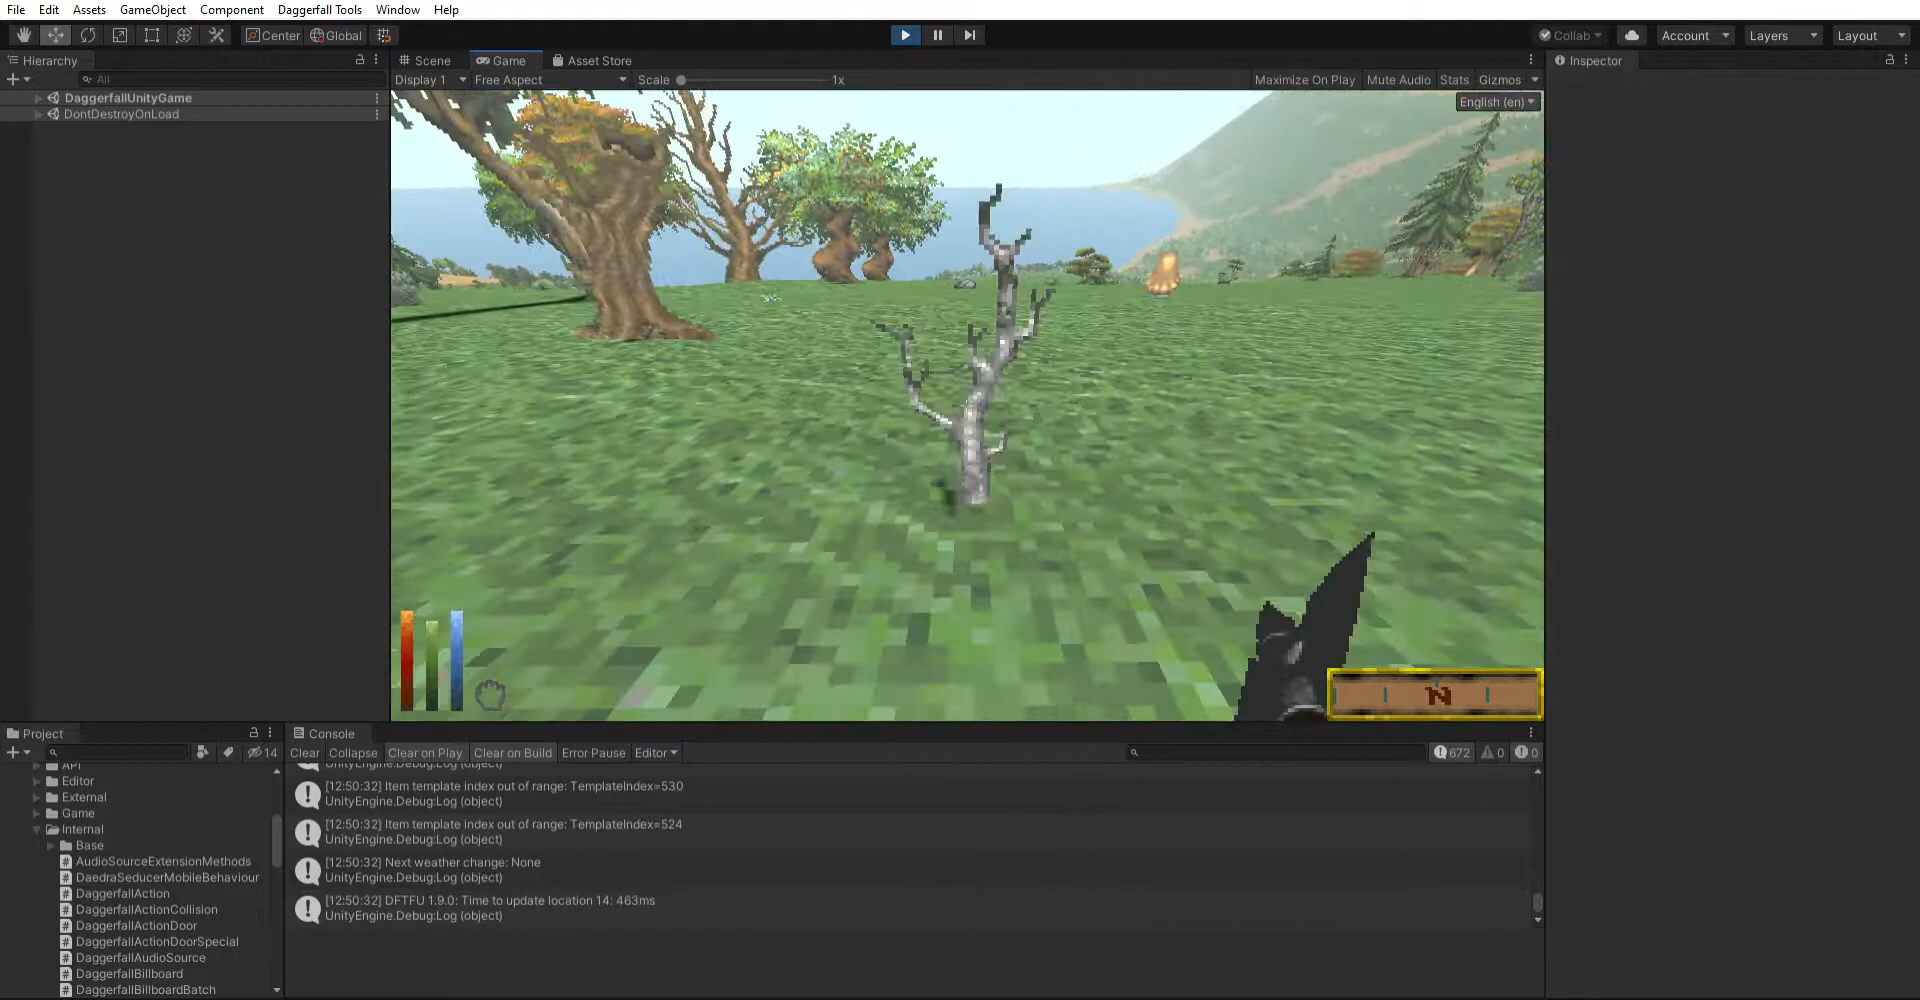 File Edit Assets GameObject Component Daggerfall Tools Window Help
Center Global Collab Account Layers Layout
Hierarchy
All
DaggerfallUnityGame
DontDestroyOnLoad
Scene Game Asset Store
Display 1 Free Aspect Scale 1x Maximize On Play Mute Audio Stats Gizmos
English (en)
N
Inspector
Project
14
API
Editor
External
Game
Internal
Base
AudioSourceExtensionMethods
DaedraSeducerMobileBehaviour
DaggerfallAction
DaggerfallActionCollision
DaggerfallActionDoor
DaggerfallActionDoorSpecial
DaggerfallAudioSource
DaggerfallBillboard
DaggerfallBillboardBatch
Console
Clear Collapse Clear on Play Clear on Build Error Pause Editor 672 0 0
UnityEngine.Debug:Log (object)
[12:50:32] Item template index out of range: TemplateIndex=530
UnityEngine.Debug:Log (object)
[12:50:32] Item template index out of range: TemplateIndex=524
UnityEngine.Debug:Log (object)
[12:50:32] Next weather change: None
UnityEngine.Debug:Log (object)
[12:50:32] DFTFU 1.9.0: Time to update location 14: 463ms
UnityEngine.Debug:Log (object)